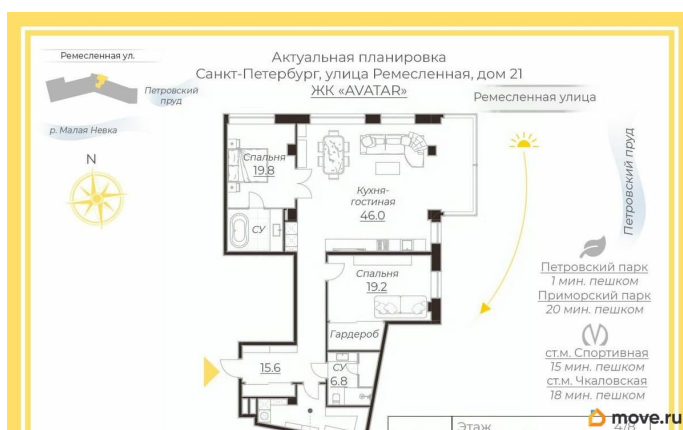 Ремесленная ул.
Актуальная планировка
Санкт-Петербург, улица Ремесленная, дом 21
ЖК «AVATAR»
Петровский
пруд
Ремесленная улица
р. Малая Невка
N
Спальня
19.8
Кухня-
гостиная
46.0
СУ
Петровский пруд
Спальня
19.2
Гардероб
Петровский парк
1 мин. пешком
Приморский парк
20 мин. пешком
ст.м. Спортивная
15 мин. пешком
ст.м. Чкаловская
18 мин. пешком
15.6
СУ
6.8
Этаж
4/8
move.ru